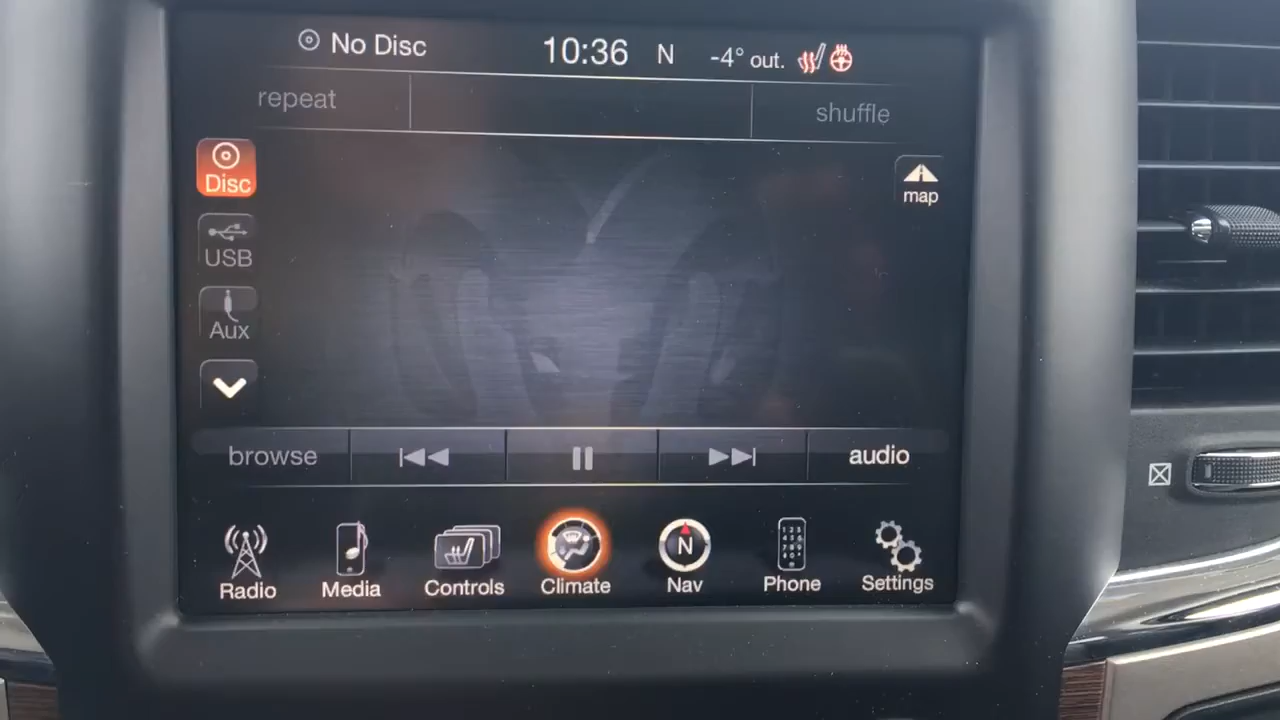 No Disc 10:36 N -4° out.
repeat shuffle
Disc
map
USB
Aux
browse audio
N
Radio Media Controls Climate Nav Phone Settings